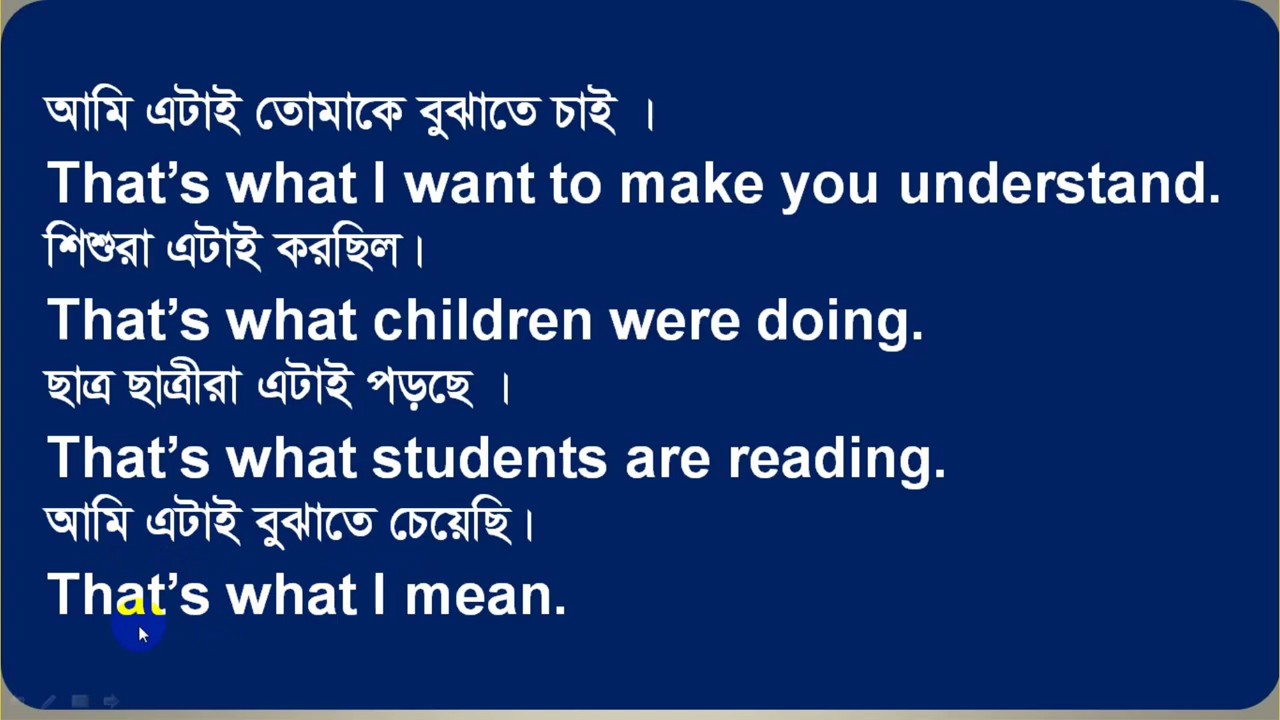 আমি এটাই তোমাকে বুঝাতে চাই ।
That’s what I want to make you understand.
শিশুরা এটাই করছিল।
That’s what children were doing.
ছাত্র ছাত্রীরা এটাই পড়ছে ।
That’s what students are reading.
আমি এটাই বুঝাতে চেয়েছি।
That’s what I mean.